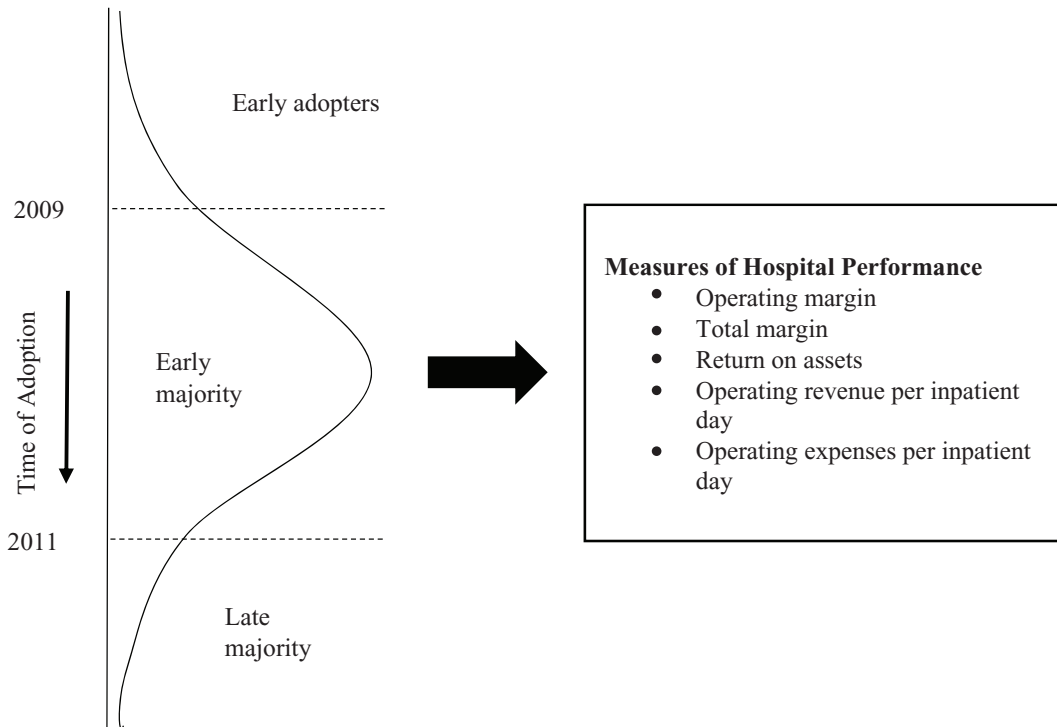 Early adopters
2009
Time of Adoption
Early
majority
2011
Late
majority
Measures of Hospital Performance
• Operating margin
• Total margin
• Return on assets
• Operating revenue per inpatient
day
• Operating expenses per inpatient
day